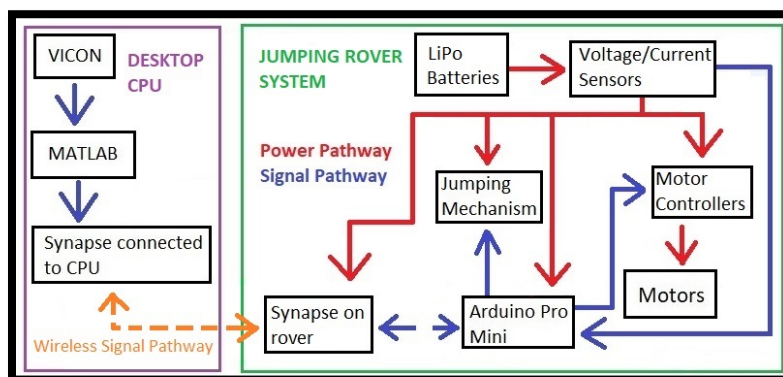 VICON
DESKTOP
CPU
MATLAB
Synapse connected
to CPU
Wireless Signal Pathway
JUMPING ROVER
SYSTEM
LiPo
Batteries
Voltage/Current
Sensors
Power Pathway
Signal Pathway
Jumping
Mechanism
Motor
Controllers
Motors
Synapse on
rover
Arduino Pro
Mini